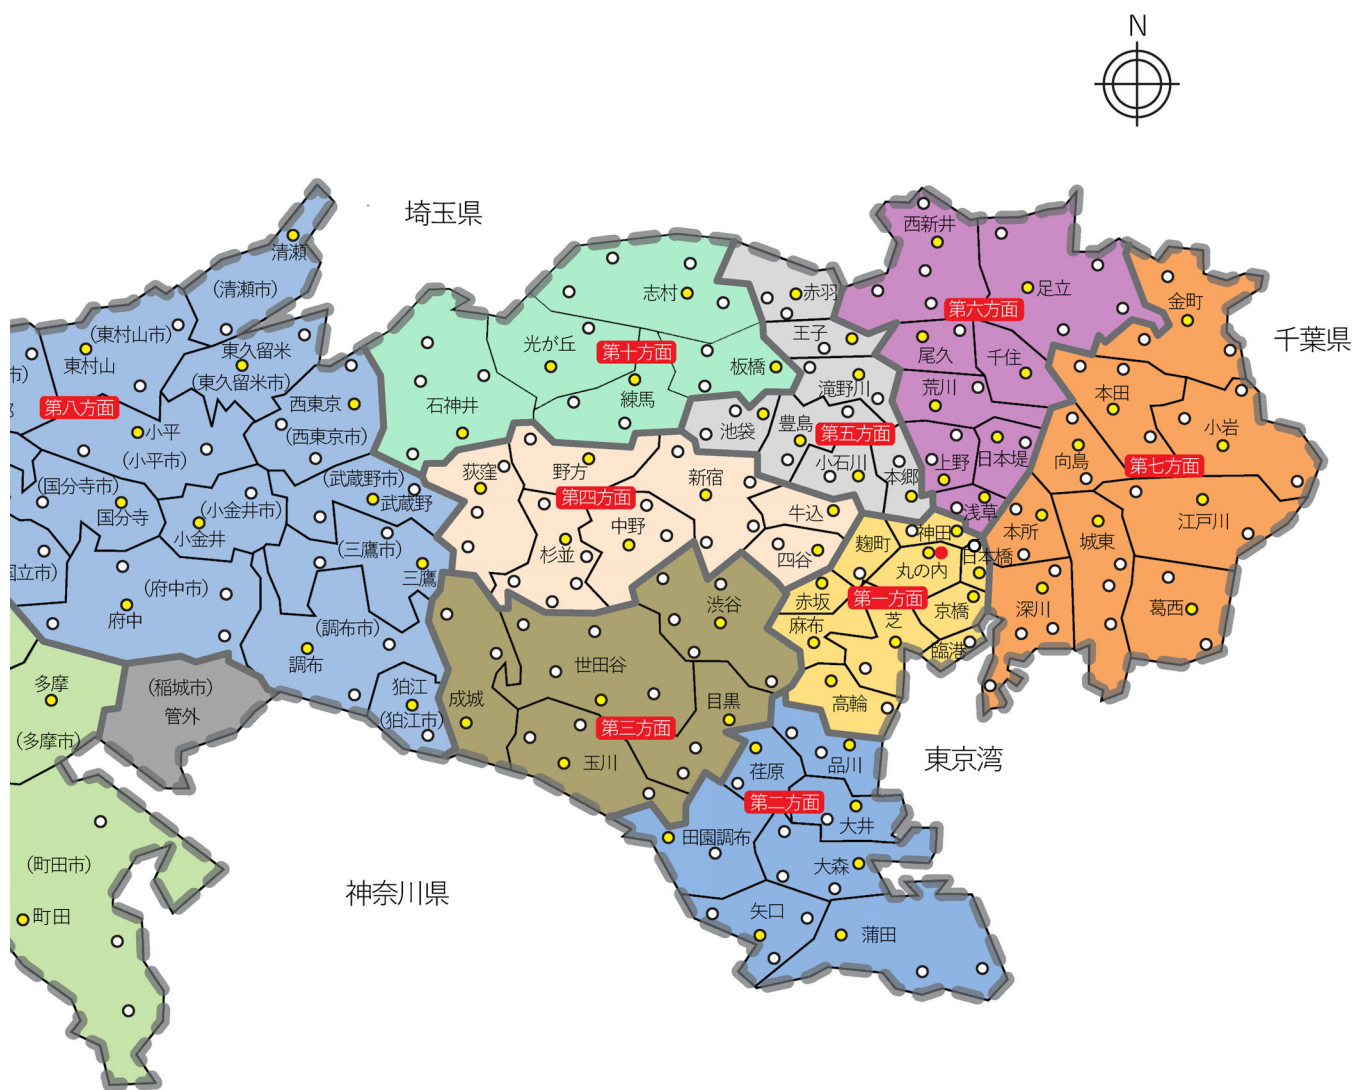 N
埼玉県
千葉県
東京湾
神奈川県
清瀬
(清瀬市)
(東村山市)
東村山
東久留米
(東久留米市)
第八方面
小平
(小平市)
西東京
(西東京市)
(国分寺市)
国分寺
(小金井市)
小金井
(武蔵野市)
武蔵野
(三鷹市)
三鷹
(府中市)
府中
(調布市)
調布
狛江
(狛江市)
多摩
(多摩市)
(稲城市)
管外
(町田市)
町田
志村
光が丘
第十方面
板橋
練馬
石神井
赤羽
王子
滝野川
池袋
豊島
第五方面
小石川
本郷
西新井
足立
第六方面
尾久
千住
荒川
上野
日本堤
浅草
金町
本田
小岩
向島
第七方面
本所
城東
江戸川
深川
葛西
荻窪
野方
新宿
第四方面
中野
杉並
牛込
四谷
神田
麹町
日本橋
丸の内
赤坂
第一方面
京橋
麻布
芝
臨港
高輪
渋谷
世田谷
成城
目黒
第三方面
玉川
荏原
品川
第二方面
大井
田園調布
大森
矢口
蒲田